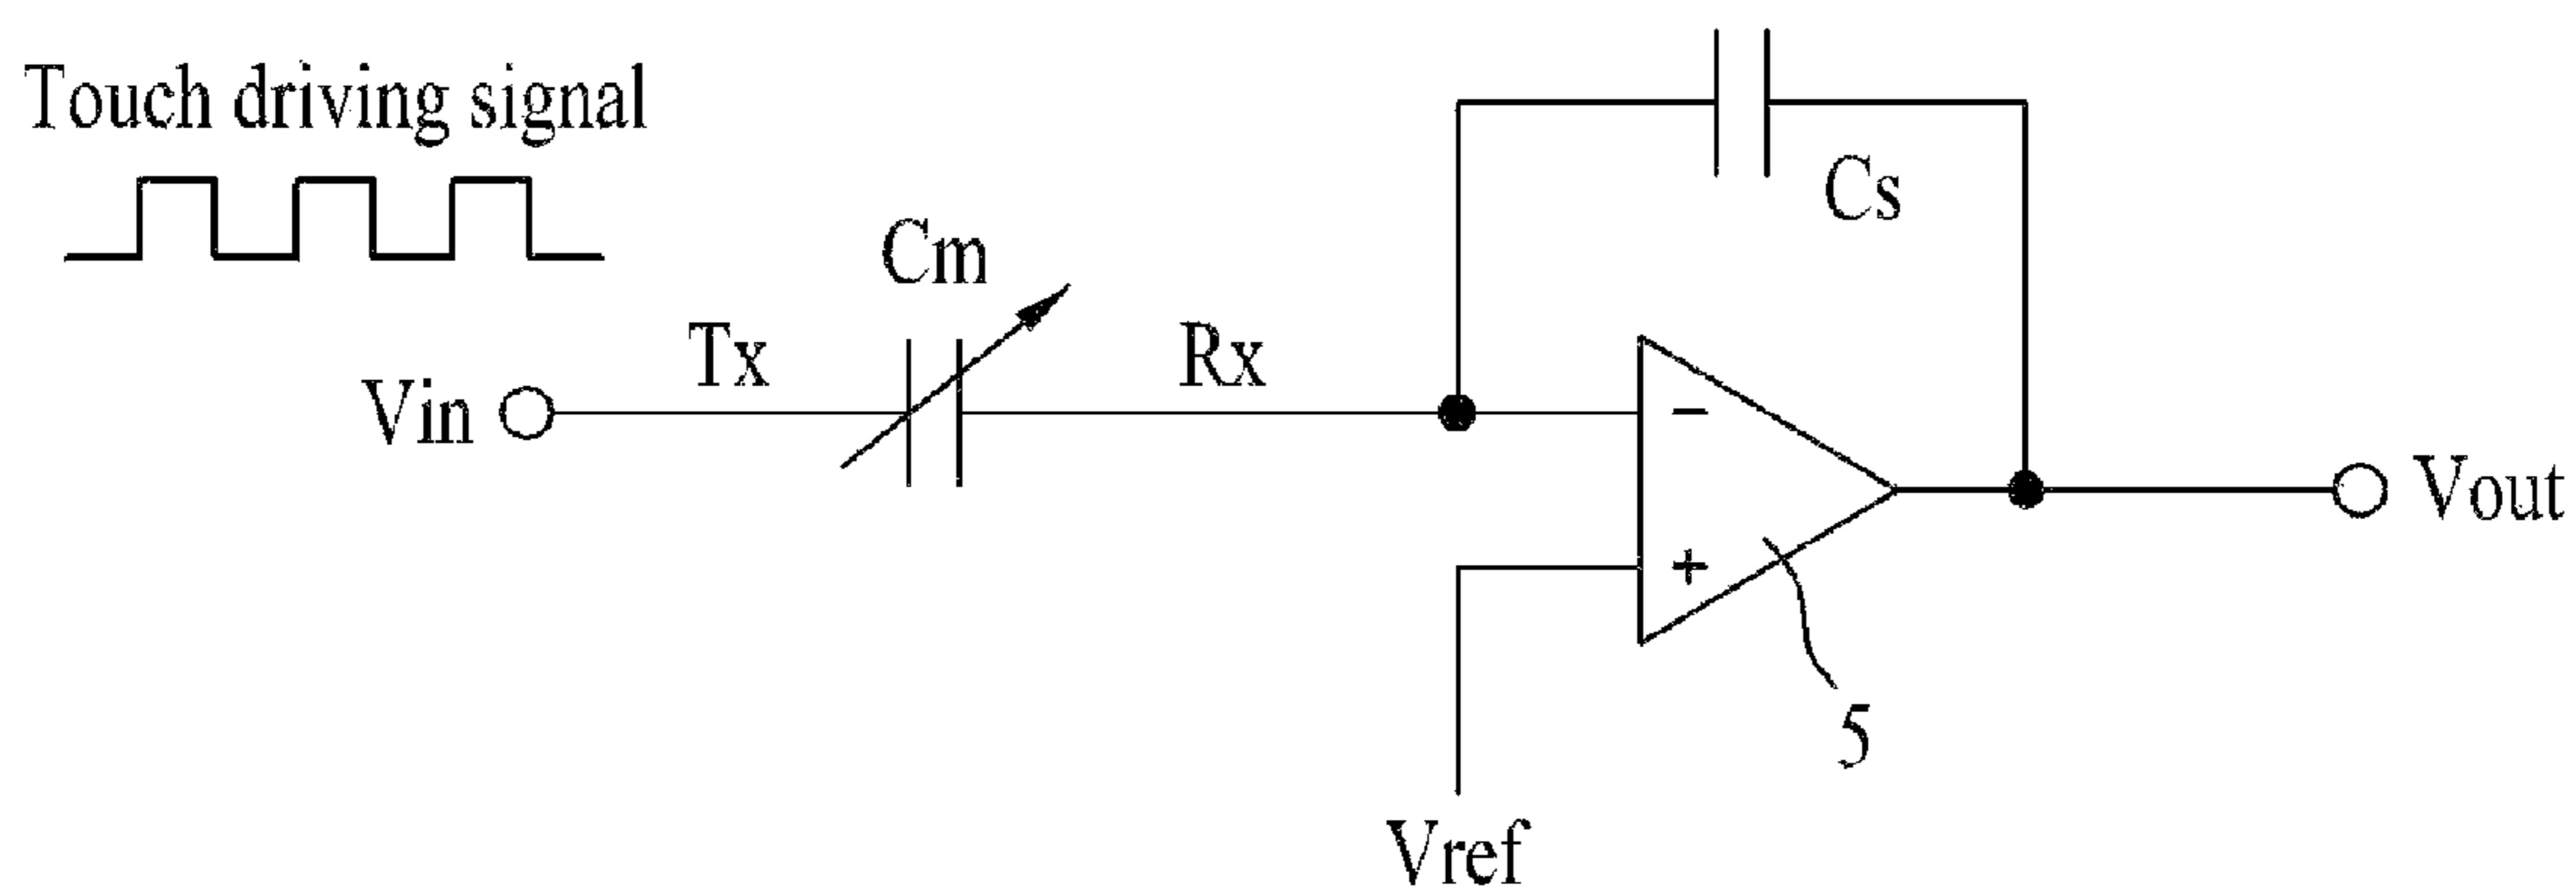 Touch driving signal
Cs
Cm
Tx
Rx
Vin
−
+
Vout
5
Vref